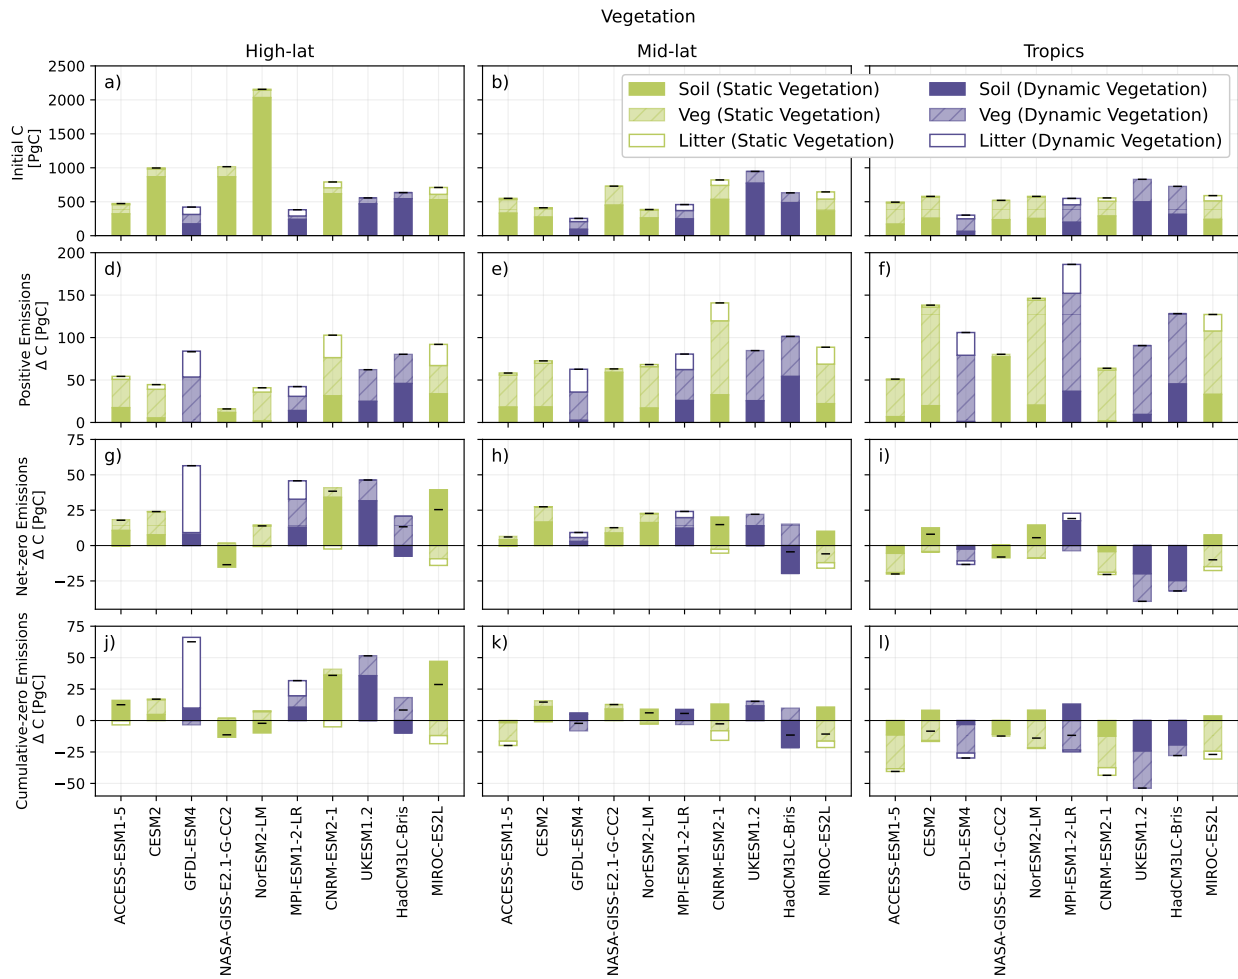 Vegetation
High-lat
Mid-lat
Tropics
Initial C
[PgC]
2500
2000
1500
1000
500
0
a)
b)
Soil (Static Vegetation)
Veg (Static Vegetation)
Litter (Static Vegetation)
Soil (Dynamic Vegetation)
Veg (Dynamic Vegetation)
Litter (Dynamic Vegetation)
Positive Emissions
Δ C [PgC]
200
150
100
50
0
d)
e)
f)
Net-zero Emissions
Δ C [PgC]
75
50
25
0
−25
g)
h)
i)
Cumulative-zero Emissions
Δ C [PgC]
75
50
25
0
−25
−50
j)
k)
l)
ACCESS-ESM1-5
CESM2
GFDL-ESM4
NASA-GISS-E2.1-G-CC2
NorESM2-LM
MPI-ESM1-2-LR
CNRM-ESM2-1
UKESM1.2
HadCM3LC-Bris
MIROC-ES2L
ACCESS-ESM1-5
CESM2
GFDL-ESM4
NASA-GISS-E2.1-G-CC2
NorESM2-LM
MPI-ESM1-2-LR
CNRM-ESM2-1
UKESM1.2
HadCM3LC-Bris
MIROC-ES2L
ACCESS-ESM1-5
CESM2
GFDL-ESM4
NASA-GISS-E2.1-G-CC2
NorESM2-LM
MPI-ESM1-2-LR
CNRM-ESM2-1
UKESM1.2
HadCM3LC-Bris
MIROC-ES2L